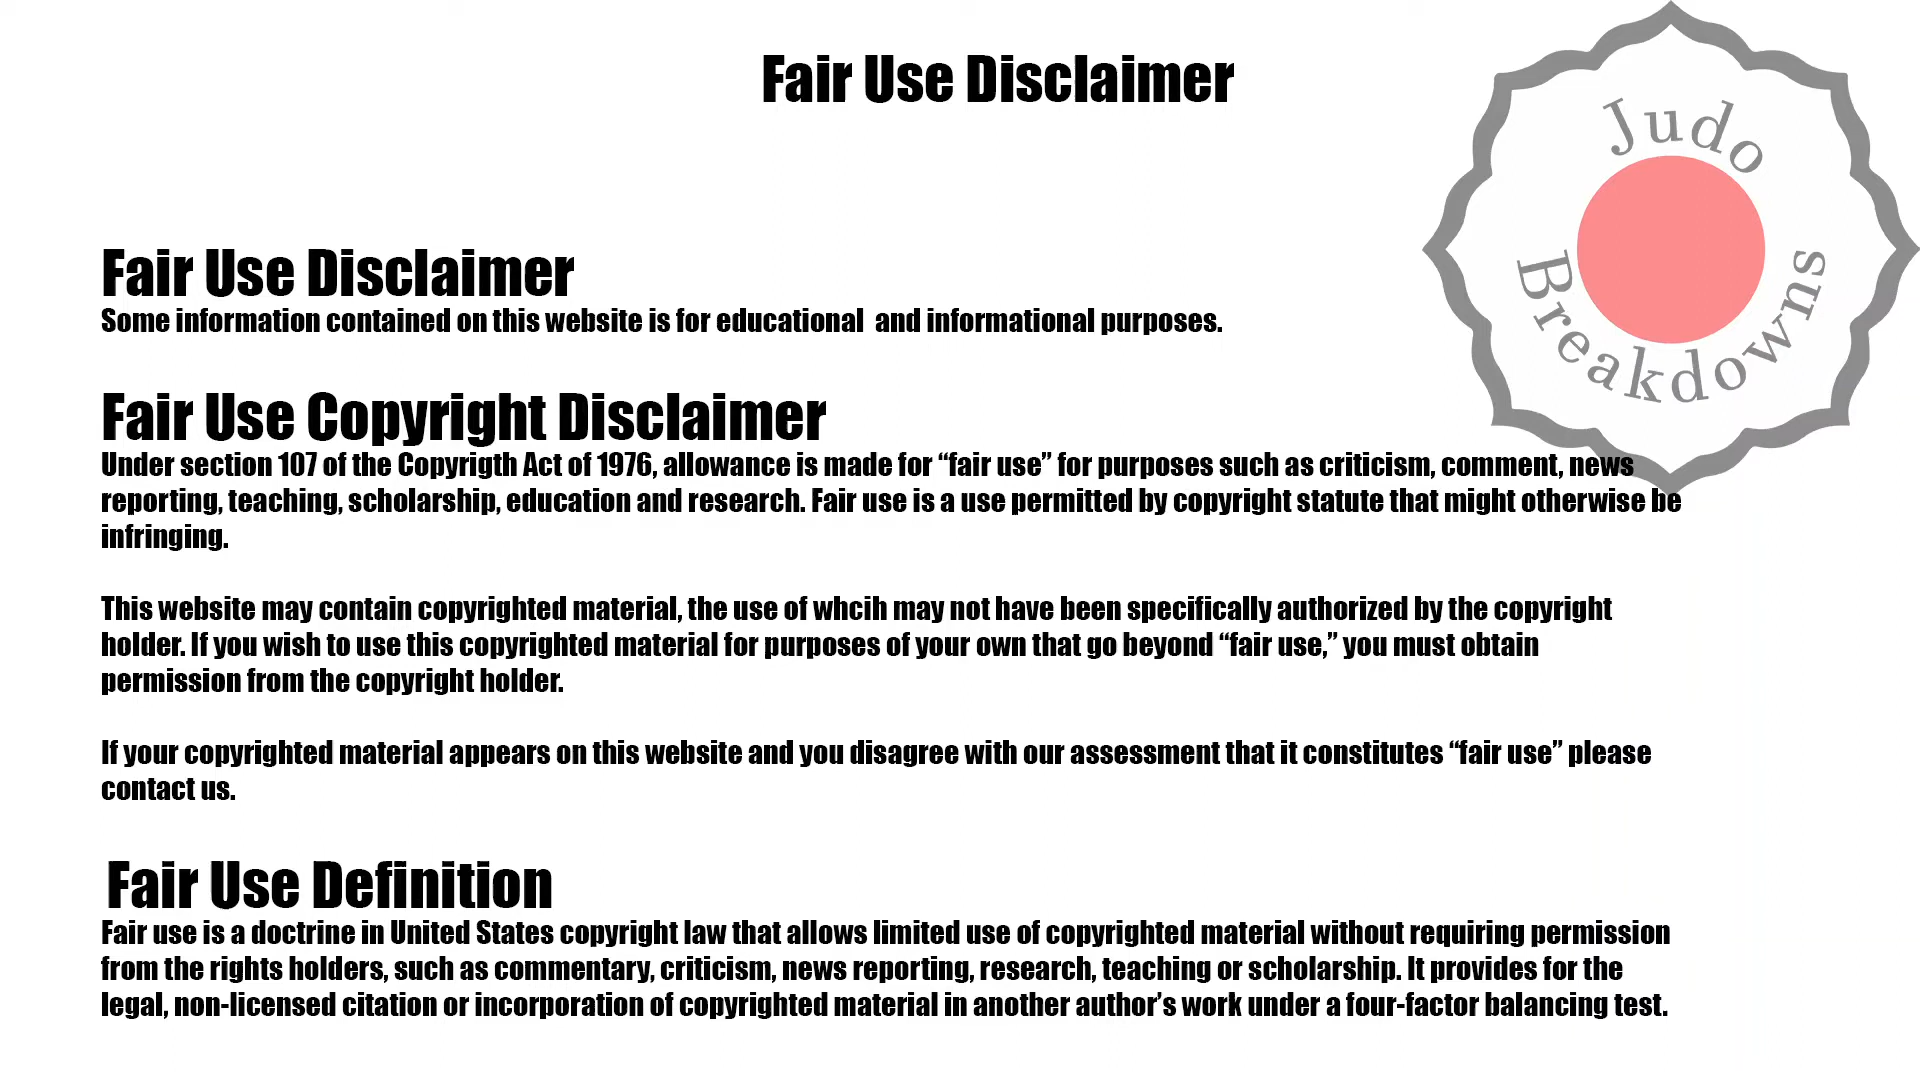 Fair Use Disclaimer
Judo
Breakdowns
Fair Use Disclaimer
Some information contained on this website is for educational  and informational purposes.
Fair Use Copyright Disclaimer
Under section 107 of the Copyrigth Act of 1976, allowance is made for “fair use” for purposes such as criticism, comment, news
reporting, teaching, scholarship, education and research. Fair use is a use permitted by copyright statute that might otherwise be
infringing.
This website may contain copyrighted material, the use of whcih may not have been specifically authorized by the copyright
holder. If you wish to use this copyrighted material for purposes of your own that go beyond “fair use,” you must obtain
permission from the copyright holder.
If your copyrighted material appears on this website and you disagree with our assessment that it constitutes “fair use” please
contact us.
Fair Use Definition
Fair use is a doctrine in United States copyright law that allows limited use of copyrighted material without requiring permission
from the rights holders, such as commentary, criticism, news reporting, research, teaching or scholarship. It provides for the
legal, non-licensed citation or incorporation of copyrighted material in another author’s work under a four-factor balancing test.